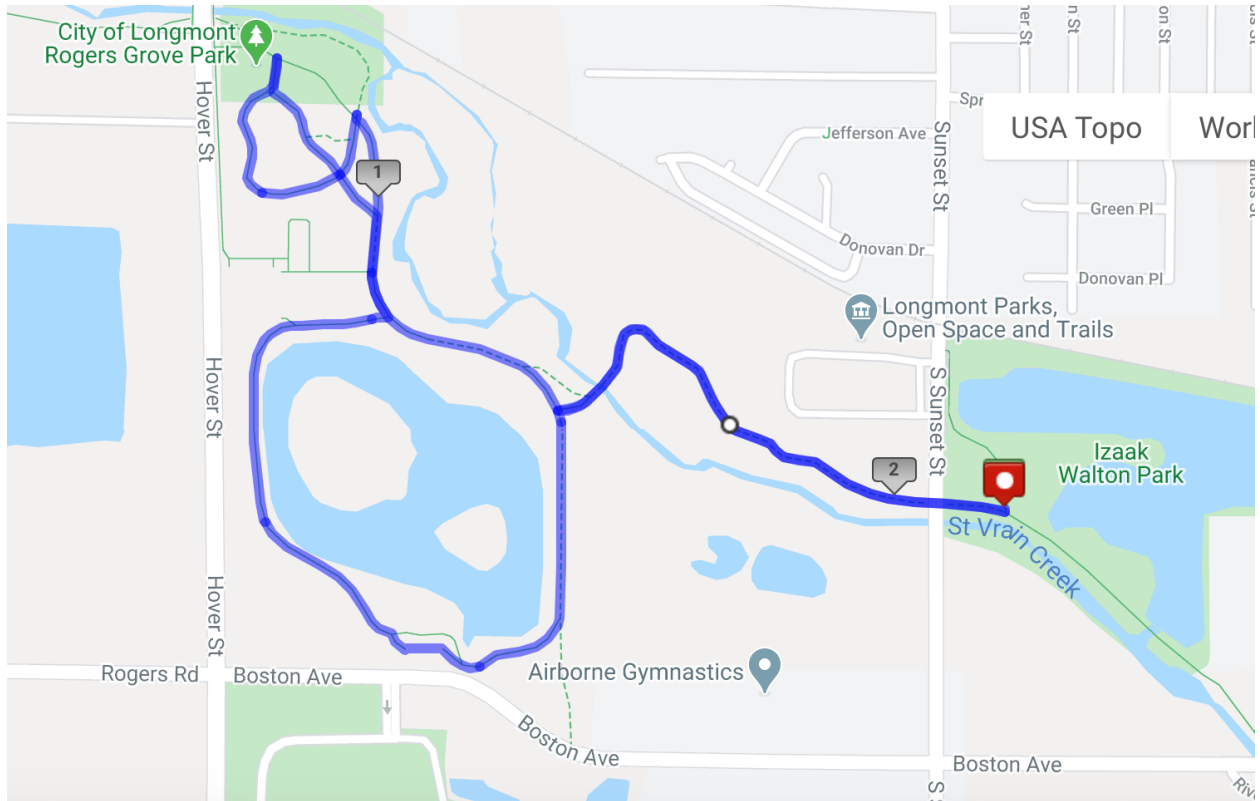 City of Longmont
Rogers Grove Park
Hover St
Sunset St
Jefferson Ave
USA Topo
Green Pl
Donovan Dr
Donovan Pl
Longmont Parks,
Open Space and Trails
1
Hover St
S Sunset St
2
Izaak
Walton Park
St Vrain Creek
Hover St
Rogers Rd
Boston Ave
Airborne Gymnastics
Boston Ave
Boston Ave